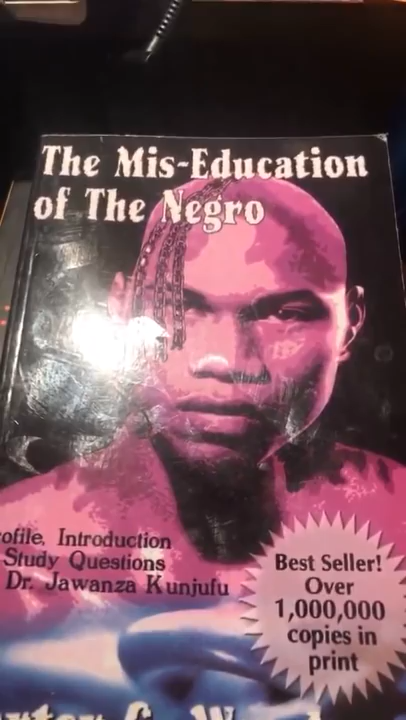 The Mis-Education
of The Negro
ofile, Introduction
Study Questions
Dr. Jawanza Kunjufu
Best Seller!
Over
1,000,000
copies in
print